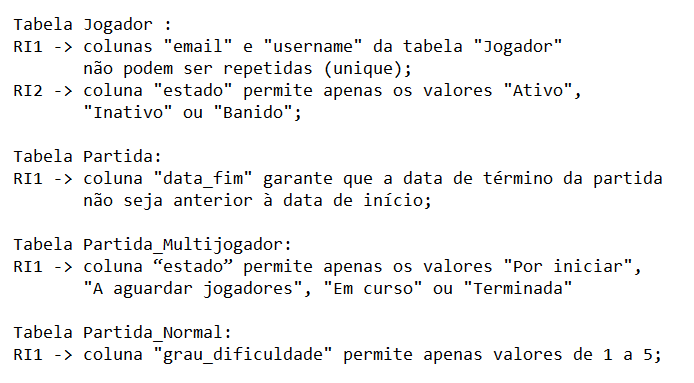 Tabela Jogador :
RI1 -> colunas "email" e "username" da tabela "Jogador"
não podem ser repetidas (unique);
RI2 -> coluna "estado" permite apenas os valores "Ativo",
"Inativo" ou "Banido";
Tabela Partida:
RI1 -> coluna "data_fim" garante que a data de término da partida
não seja anterior à data de início;
Tabela Partida_Multijogador:
RI1 -> coluna “estado” permite apenas os valores "Por iniciar",
"A aguardar jogadores", "Em curso" ou "Terminada"
Tabela Partida_Normal:
RI1 -> coluna "grau_dificuldade" permite apenas valores de 1 a 5;